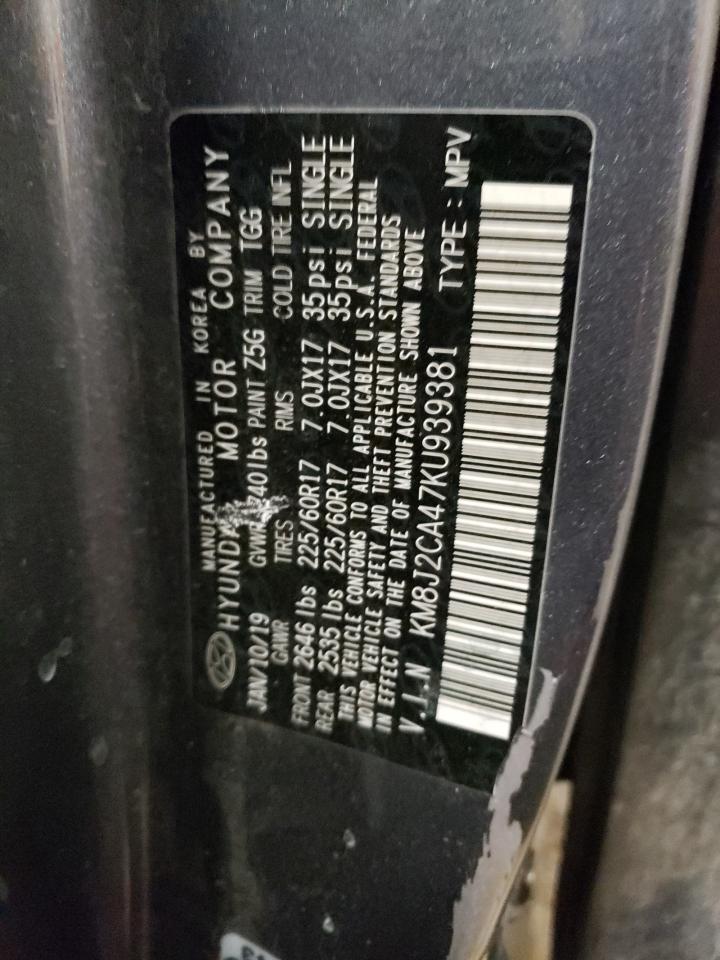 MANUFACTURED IN KOREA BY
HYUNDAI MOTOR COMPANY
JAN/10/19 GVWR 740lbs PAINT Z5G TRIM TGG
GAWR TIRES RIMS COLD TIRE INFL
FRONT 2646 lbs 225/60R17 7.0JX17 35psi SINGLE
REAR 2535 lbs 225/60R17 7.0JX17 35psi SINGLE
THIS VEHICLE CONFORMS TO ALL APPLICABLE U.S.A. FEDERAL
MOTOR VEHICLE SAFETY AND THEFT PREVENTION STANDARDS
IN EFFECT ON THE DATE OF MANUFACTURE SHOWN ABOVE
V.I.N KM8J2CA47KU939381 TYPE : MPV